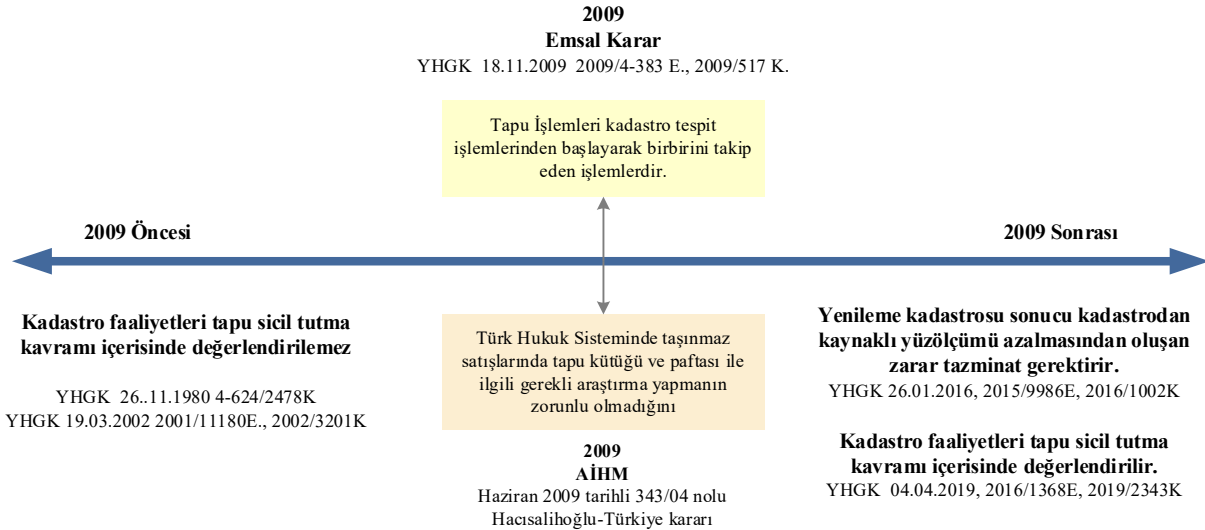 2009
Emsal Karar
YHGK 18.11.2009 2009/4-383 E., 2009/517 K.
Tapu İşlemleri kadastro tespit
işlemlerinden başlayarak birbirini takip
eden işlemlerdir.
2009 Öncesi
2009 Sonrası
Kadastro faaliyetleri tapu sicil tutma
kavramı içerisinde değerlendirilemez
YHGK 26..11.1980 4-624/2478K
YHGK 19.03.2002 2001/11180E., 2002/3201K
Türk Hukuk Sisteminde taşınmaz
satışlarında tapu kütüğü ve paftası ile
ilgili gerekli araştırma yapmanın
zorunlu olmadığını
2009
AİHM
Haziran 2009 tarihli 343/04 nolu
Hacısalihoğlu-Türkiye kararı
Yenileme kadastrosu sonucu kadastrodan
kaynaklı yüzölçümü azalmasından oluşan
zarar tazminat gerektirir.
YHGK 26.01.2016, 2015/9986E, 2016/1002K
Kadastro faaliyetleri tapu sicil tutma
kavramı içerisinde değerlendirilir.
YHGK 04.04.2019, 2016/1368E, 2019/2343K